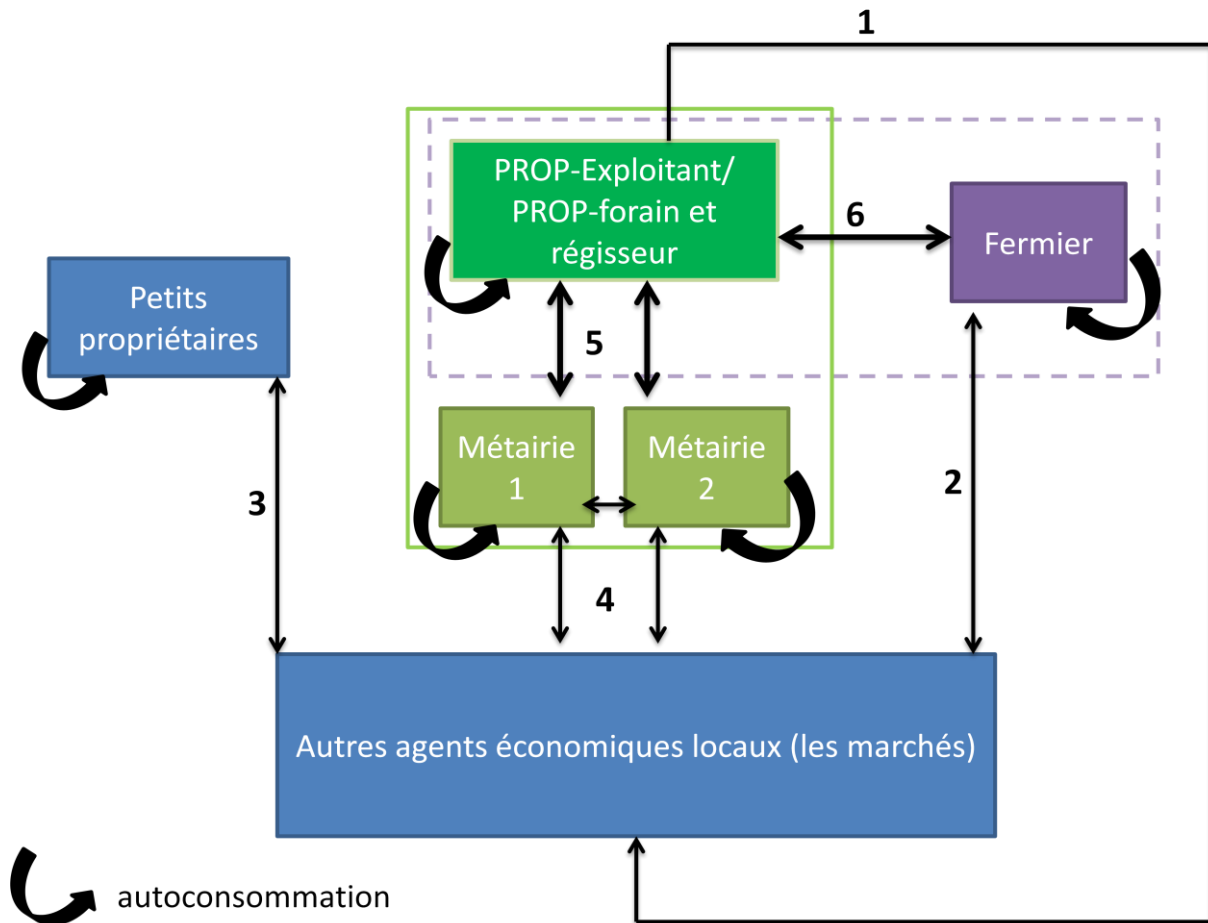 1
PROP-Exploitant/
PROP-forain et
régisseur
6
Fermier
Petits
propriétaires
5
Métairie
1
Métairie
2
3
2
4
Autres agents économiques locaux (les marchés)
autoconsommation